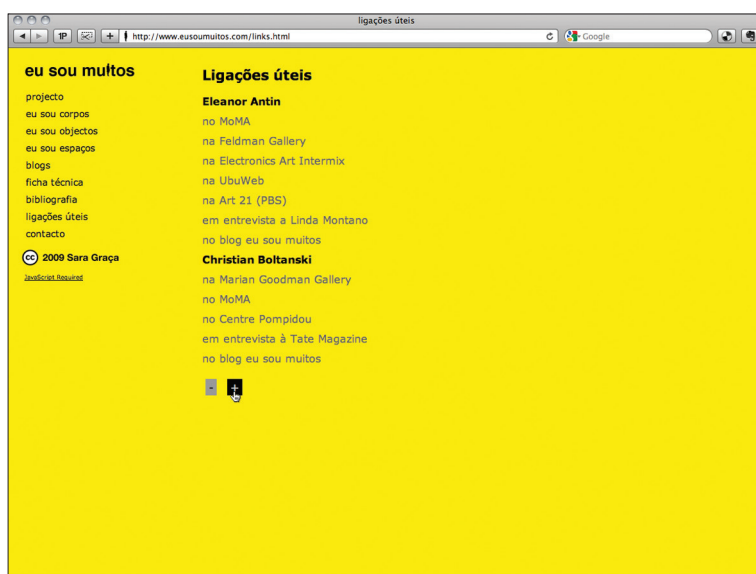 ligações úteis
1P
+
http://www.eusoumuitos.com/links.html
Google
eu sou muitos
projecto
eu sou corpos
eu sou objectos
eu sou espaços
blogs
ficha técnica
bibliografia
ligações úteis
contacto
cc 2009 Sara Graça
JavaScript Required
Ligações úteis
Eleanor Antin
no MoMA
na Feldman Gallery
na Electronics Art Intermix
na UbuWeb
na Art 21 (PBS)
em entrevista a Linda Montano
no blog eu sou muitos
Christian Boltanski
na Marian Goodman Gallery
no MoMA
no Centre Pompidou
em entrevista à Tate Magazine
no blog eu sou muitos
- +